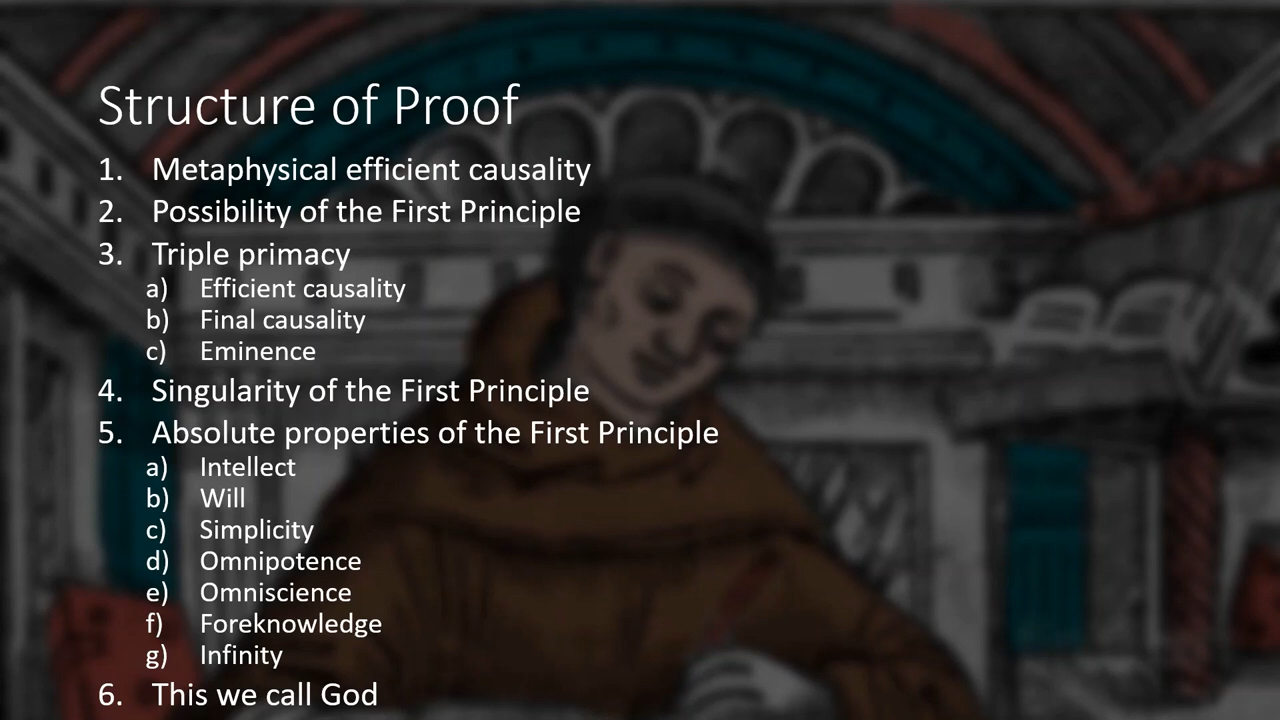 Structure of Proof
1. Metaphysical efficient causality
2. Possibility of the First Principle
3. Triple primacy
a) Efficient causality
b) Final causality
c) Eminence
4. Singularity of the First Principle
5. Absolute properties of the First Principle
a) Intellect
b) Will
c) Simplicity
d) Omnipotence
e) Omniscience
f) Foreknowledge
g) Infinity
6. This we call God